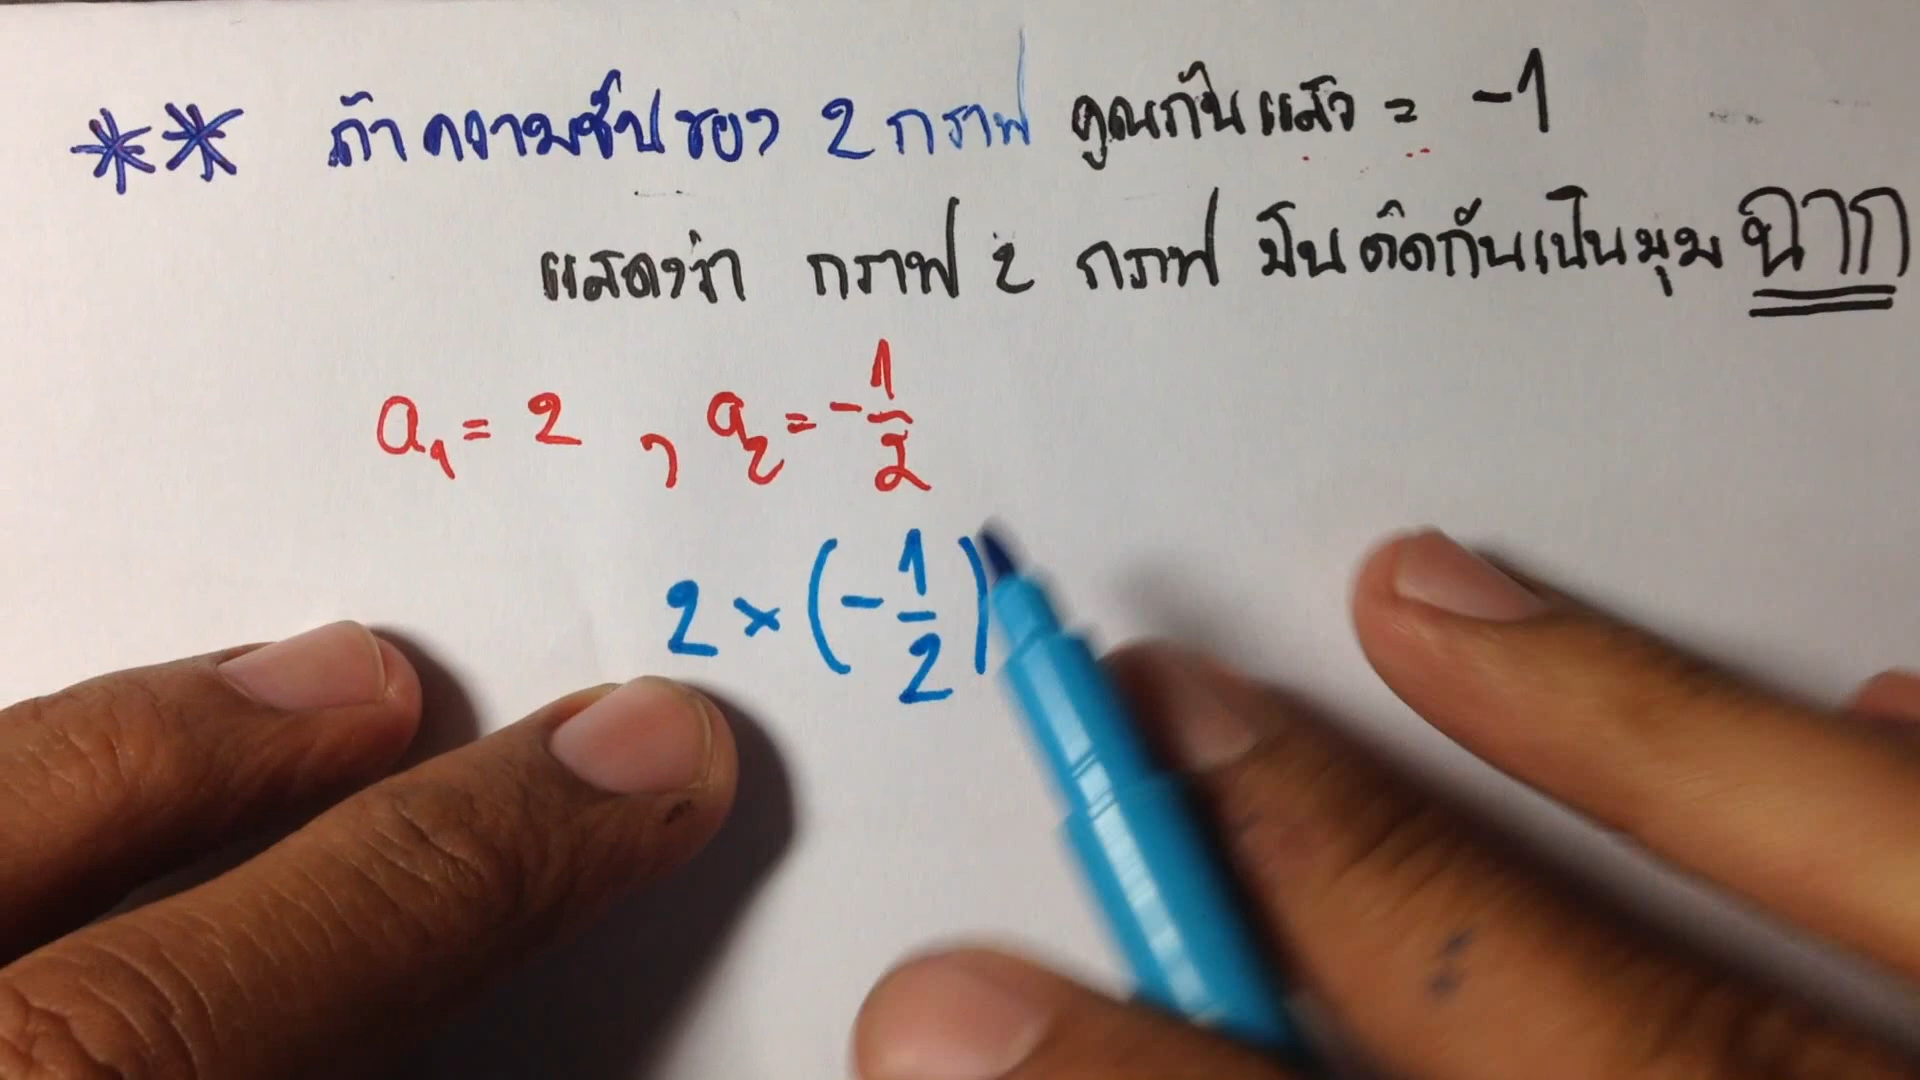 ** ถ้าความชันของ 2 กราฟ คูณกันแล้ว = -1
แสดงว่า กราฟ 2 กราฟ มันตัดกันเป็นมุม ฉาก
a₁ = 2 , a₂ = -1/2
2 × (-1/2)